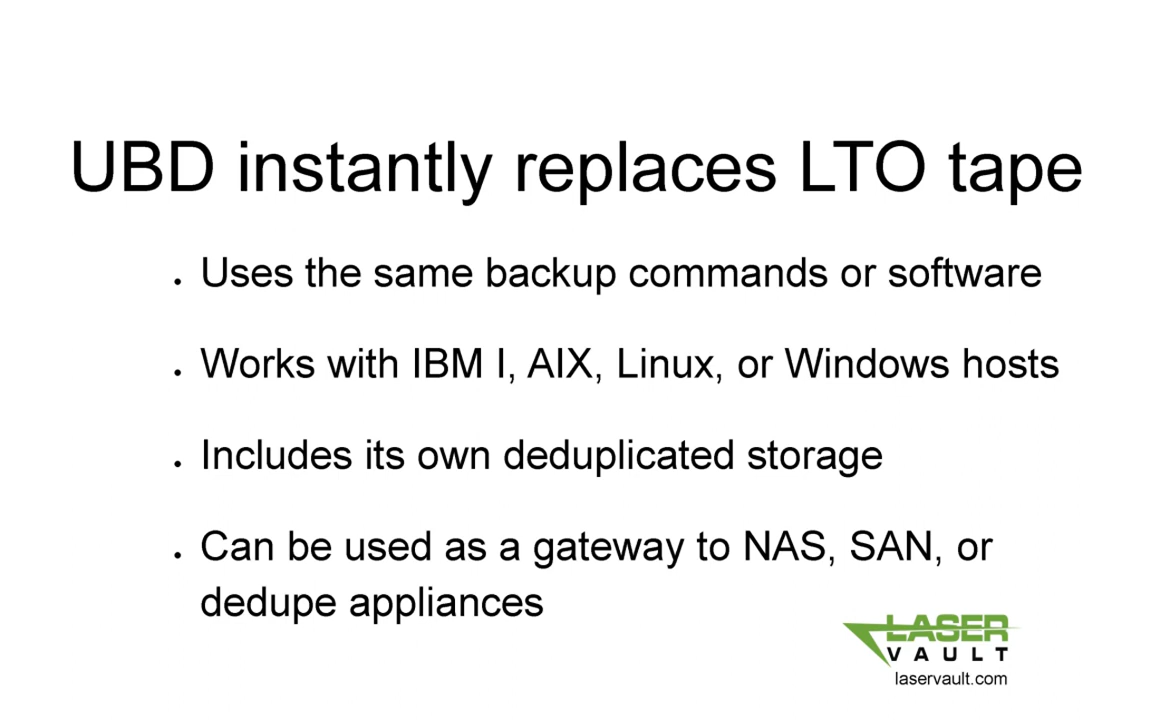 UBD instantly replaces LTO tape
. Uses the same backup commands or software
. Works with IBM I, AIX, Linux, or Windows hosts
. Includes its own deduplicated storage
. Can be used as a gateway to NAS, SAN, or
dedupe appliances
LASER
VAULT
laservault.com